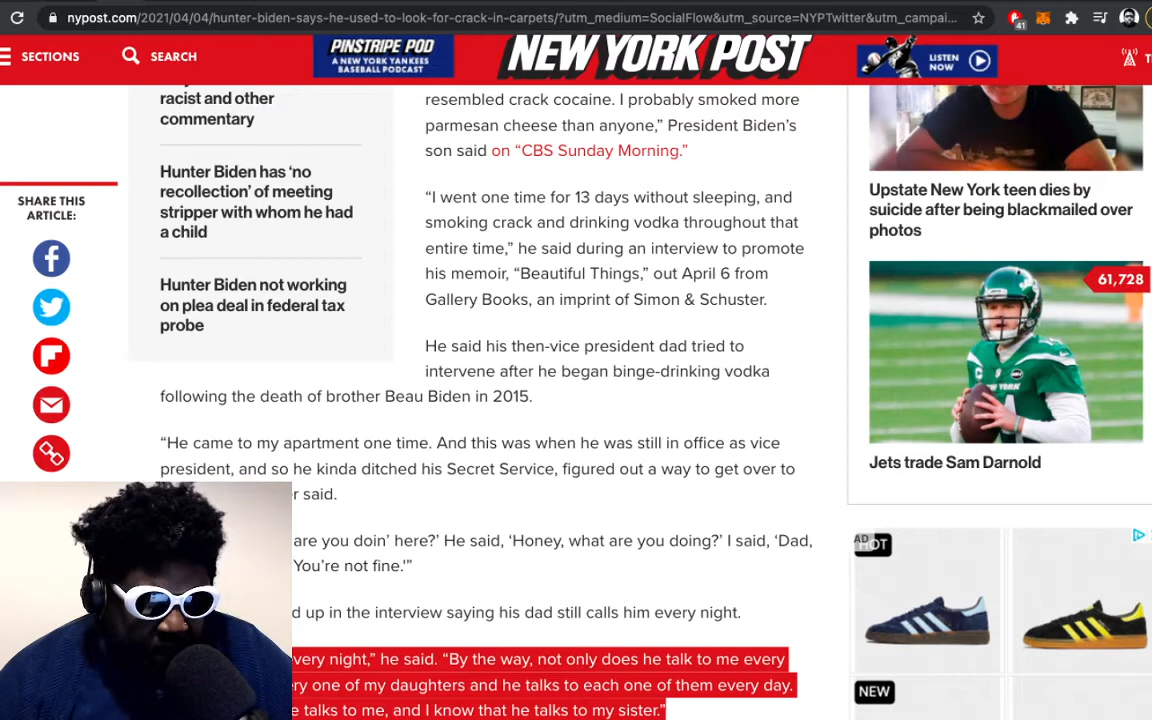 nypost.com/2021/04/04/hunter-biden-says-he-used-to-look-for-crack-in-carpets/?utm_medium=SocialFlow&utm_source=NYPTwitter&utm_campai...
41
SECTIONS
SEARCH
PINSTRIPE POD
A NEW YORK YANKEES
BASEBALL PODCAST
NEW YORK POST
LISTEN
NOW
T
racist and other
commentary
Hunter Biden has ‘no
recollection’ of meeting
stripper with whom he had
a child
Hunter Biden not working
on plea deal in federal tax
probe
SHARE THIS
ARTICLE:
resembled crack cocaine. I probably smoked more
parmesan cheese than anyone,” President Biden’s
son said on “CBS Sunday Morning.”
“I went one time for 13 days without sleeping, and
smoking crack and drinking vodka throughout that
entire time,” he said during an interview to promote
his memoir, “Beautiful Things,” out April 6 from
Gallery Books, an imprint of Simon & Schuster.
He said his then-vice president dad tried to
intervene after he began binge-drinking vodka
following the death of brother Beau Biden in 2015.
“He came to my apartment one time. And this was when he was still in office as vice
president, and so he kinda ditched his Secret Service, figured out a way to get over to
r said.
are you doin’ here?’ He said, ‘Honey, what are you doing?’ I said, ‘Dad,
‘You’re not fine.’”
d up in the interview saying his dad still calls him every night.
very night,” he said. “By the way, not only does he talk to me every
ry one of my daughters and he talks to each one of them every day.
e talks to me, and I know that he talks to my sister.”
Upstate New York teen dies by
suicide after being blackmailed over
photos
61,728
NEW YORK
Jets trade Sam Darnold
AD
HOT
NEW